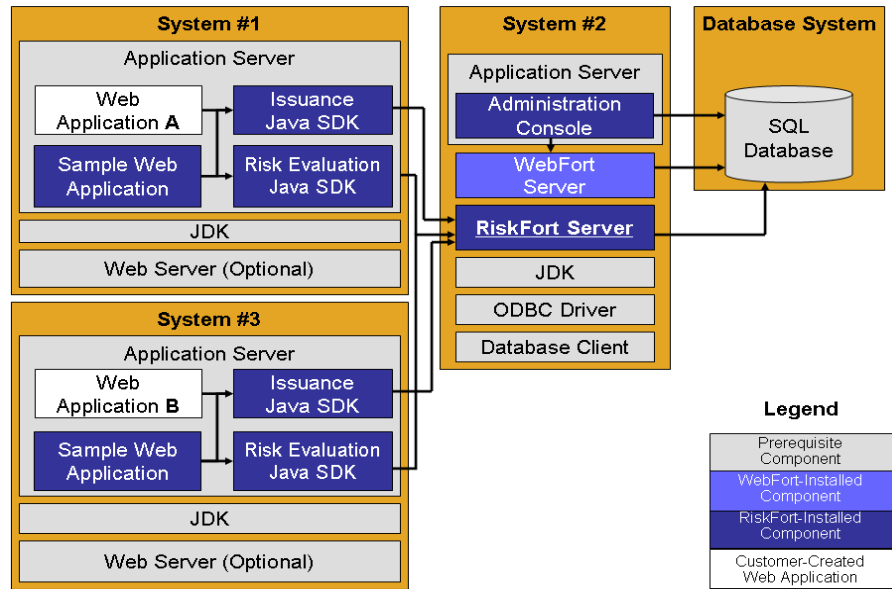 System #1
Application Server
Web
Application A
Issuance
Java SDK
Sample Web
Application
Risk Evaluation
Java SDK
JDK
Web Server (Optional)
System #3
Application Server
Web
Application B
Issuance
Java SDK
Sample Web
Application
Risk Evaluation
Java SDK
JDK
Web Server (Optional)
System #2
Application Server
Administration
Console
WebFort
Server
RiskFort Server
JDK
ODBC Driver
Database Client
Database System
SQL
Database
Legend
Prerequisite
Component
WebFort-Installed
Component
RiskFort-Installed
Component
Customer-Created
Web Application